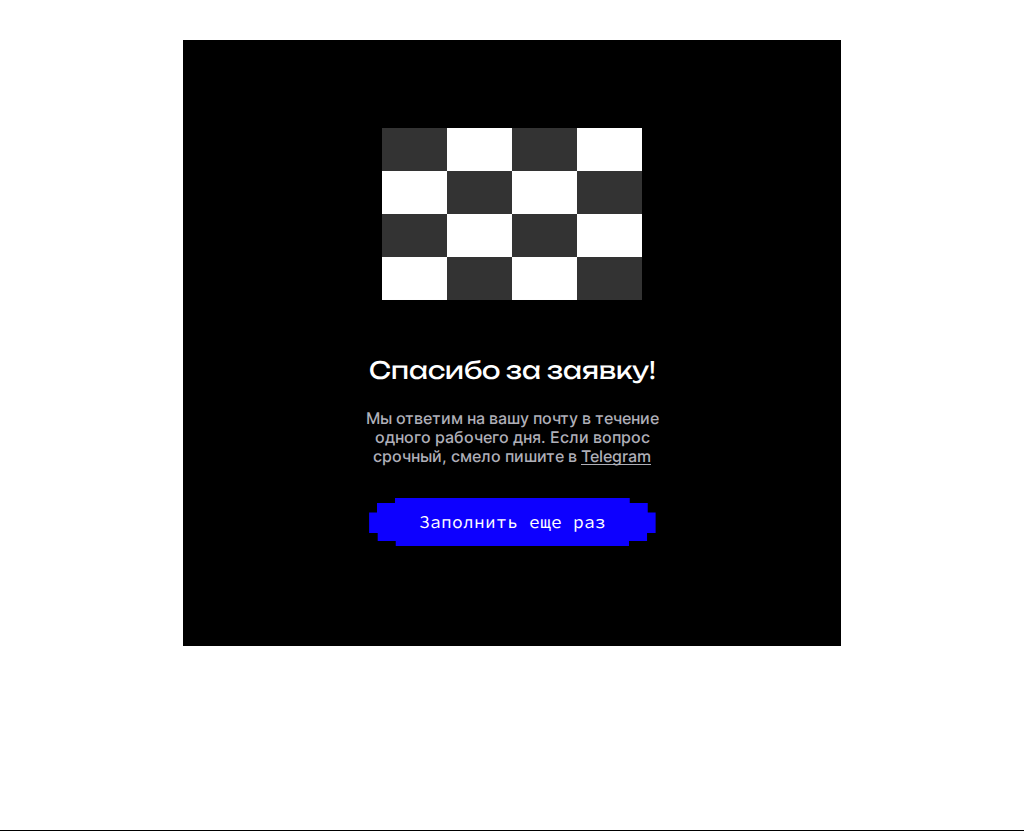 Спасибо за заявку!
Мы ответим на вашу почту в течение
одного рабочего дня. Если вопрос
срочный, смело пишите в Telegram
Заполнить еще раз